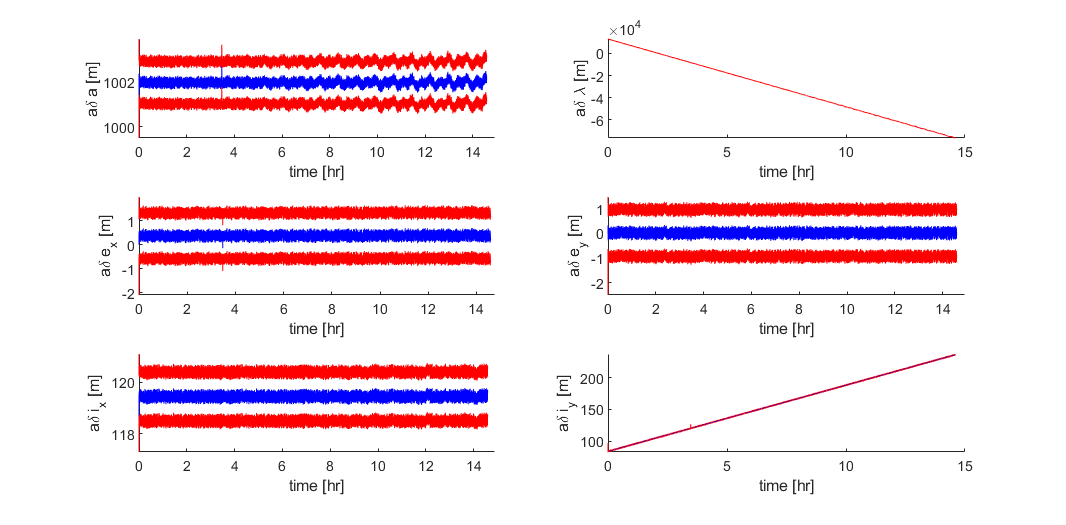 aδ a [m]
1002
1000
0 2 4 6 8 10 12 14
time [hr]
×10⁴
aδ λ [m]
0
-2
-4
-6
0 5 10 15
time [hr]
aδ eₓ [m]
1
0
-1
-2
0 2 4 6 8 10 12 14
time [hr]
aδ e_y [m]
1
0
-1
-2
0 2 4 6 8 10 12 14
time [hr]
aδ iₓ [m]
120
118
0 2 4 6 8 10 12 14
time [hr]
aδ i_y [m]
200
150
100
0 5 10 15
time [hr]